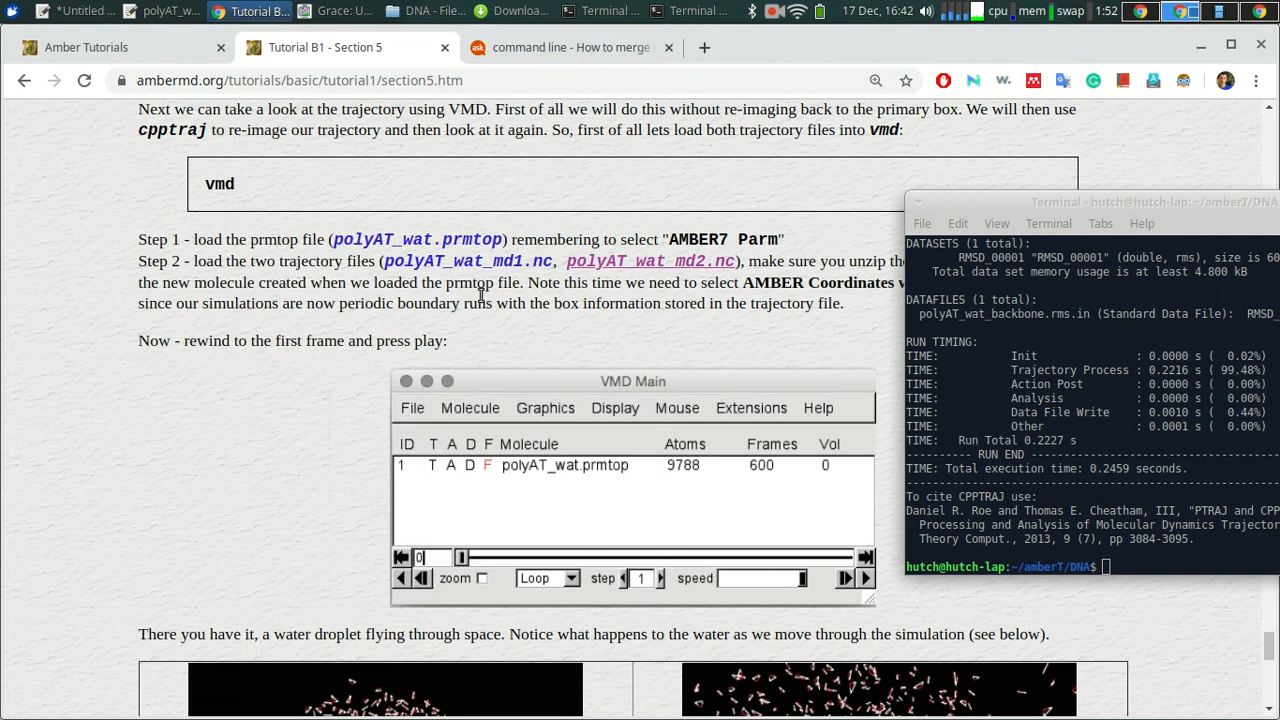 *Untitled ...
polyAT_w...
Tutorial B...
Grace: U...
DNA - File...
Downloa...
Terminal ...
Terminal ...
17 Dec, 16:42
cpu
mem
swap
1:52
Amber Tutorials
Tutorial B1 - Section 5
command line - How to merge
ambermd.org/tutorials/basic/tutorial1/section5.htm
Next we can take a look at the trajectory using VMD. First of all we will do this without re-imaging back to the primary box. We will then use
cpptraj to re-image our trajectory and then look at it again. So, first of all lets load both trajectory files into vmd:
vmd
Step 1 - load the prmtop file (polyAT_wat.prmtop) remembering to select "AMBER7 Parm"
Step 2 - load the two trajectory files (polyAT_wat_md1.nc, polyAT_wat_md2.nc), make sure you unzip the
the new molecule created when we loaded the prmtop file. Note this time we need to select AMBER Coordinates w
since our simulations are now periodic boundary runs with the box information stored in the trajectory file.
Now - rewind to the first frame and press play:
VMD Main
File Molecule Graphics Display Mouse Extensions Help
ID T A D F Molecule Atoms Frames Vol
1 T A D F polyAT_wat.prmtop 9788 600 0
0
zoom Loop step 1 speed
There you have it, a water droplet flying through space. Notice what happens to the water as we move through the simulation (see below).
Terminal - hutch@hutch-lap: ~/amberT/DNA
File Edit View Terminal Tabs Help
DATASETS (1 total):
RMSD_00001 "RMSD_00001" (double, rms), size is 60
Total data set memory usage is at least 4.800 kB
DATAFILES (1 total):
polyAT_wat_backbone.rms.in (Standard Data File): RMSD_
RUN TIMING:
TIME: Init : 0.0000 s ( 0.02%)
TIME: Trajectory Process : 0.2216 s ( 99.48%)
TIME: Action Post : 0.0000 s ( 0.00%)
TIME: Analysis : 0.0000 s ( 0.00%)
TIME: Data File Write : 0.0010 s ( 0.44%)
TIME: Other : 0.0001 s ( 0.00%)
TIME: Run Total 0.2227 s
---------- RUN END ---------------------------------------
TIME: Total execution time: 0.2459 seconds.
--------------------------------------------------------------------------------
To cite CPPTRAJ use:
Daniel R. Roe and Thomas E. Cheatham, III, "PTRAJ and CPP
Processing and Analysis of Molecular Dynamics Trajector
Theory Comput., 2013, 9 (7), pp 3084-3095.
hutch@hutch-lap:~/amberT/DNA$